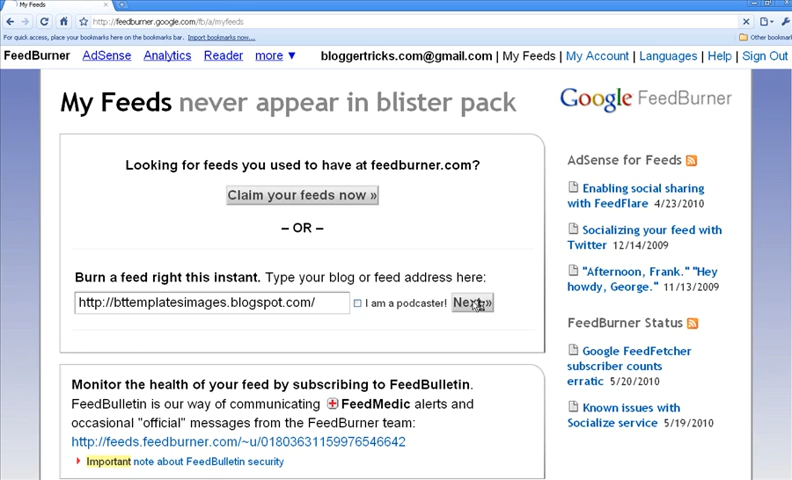 My Feeds
http://feedburner.google.com/fb/a/myfeeds
For quick access, place your bookmarks here on the bookmarks bar. Import bookmarks now...
Other bookmark
FeedBurner AdSense Analytics Reader more ▼ bloggertricks.com@gmail.com | My Feeds | My Account | Languages | Help | Sign Out
My Feeds never appear in blister pack
Google FeedBurner
Looking for feeds you used to have at feedburner.com?
Claim your feeds now »
– OR –
Burn a feed right this instant. Type your blog or feed address here:
http://bttemplatesimages.blogspot.com/ I am a podcaster! Next »
Monitor the health of your feed by subscribing to FeedBulletin.
FeedBulletin is our way of communicating FeedMedic alerts and
occasional "official" messages from the FeedBurner team:
http://feeds.feedburner.com/~u/01803631159976546642
Important note about FeedBulletin security
AdSense for Feeds
Enabling social sharing
with FeedFlare 4/23/2010
Socializing your feed with
Twitter 12/14/2009
"Afternoon, Frank." "Hey
howdy, George." 11/13/2009
FeedBurner Status
Google FeedFetcher
subscriber counts
erratic 5/20/2010
Known issues with
Socialize service 5/19/2010